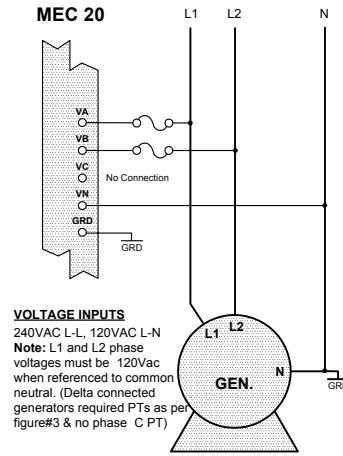 MEC 20
L1 L2 N
VA
VB
VC
No Connection
VN
GRD
GRD
VOLTAGE INPUTS
240VAC L-L, 120VAC L-N
Note: L1 and L2 phase
voltages must be 120Vac
when referenced to common
neutral. (Delta connected
generators required PTs as per
figure#3 & no phase C PT)
L1 L2
N
GEN.